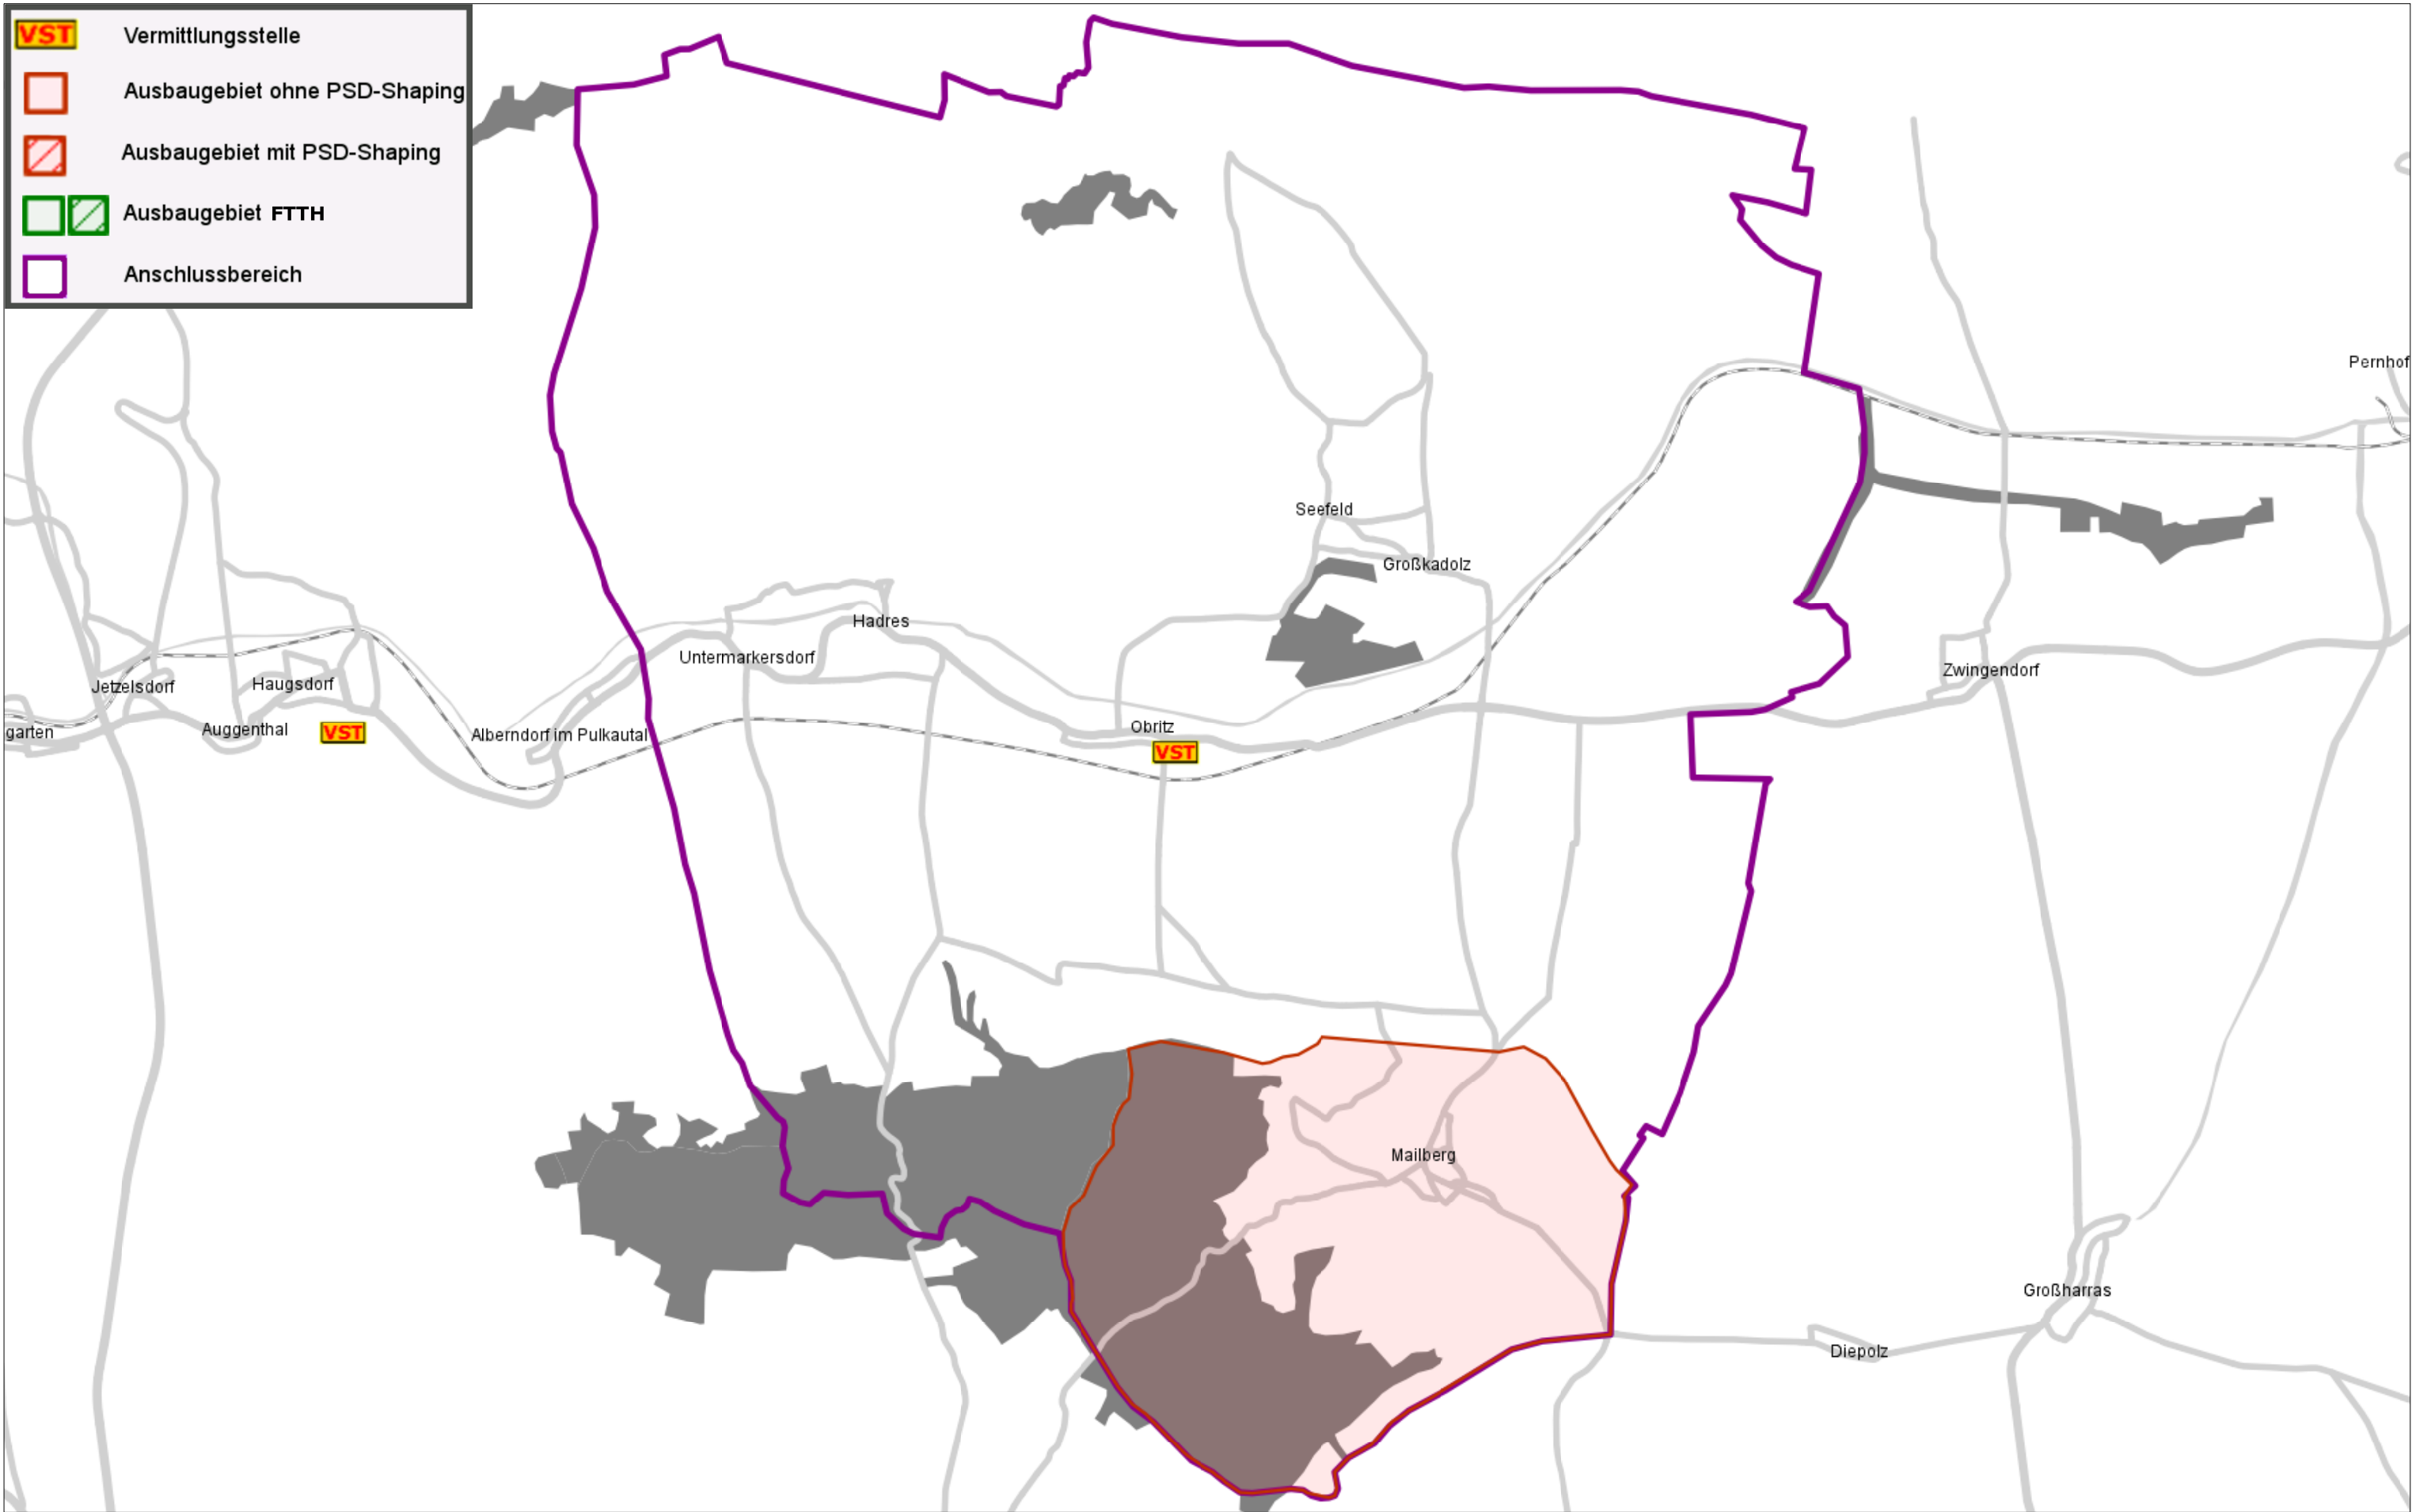 VST Vermittlungsstelle
Ausbaugebiet ohne PSD-Shaping
Ausbaugebiet mit PSD-Shaping
Ausbaugebiet FTTH
Anschlussbereich
Pernhof
Seefeld
Großkadolz
Hadres
Untermarkersdorf
Zwingendorf
Jetzelsdorf
Haugsdorf
Auggenthal
garten
VST
Alberndorf im Pulkautal
Obritz
VST
Mailberg
Großharras
Diepolz